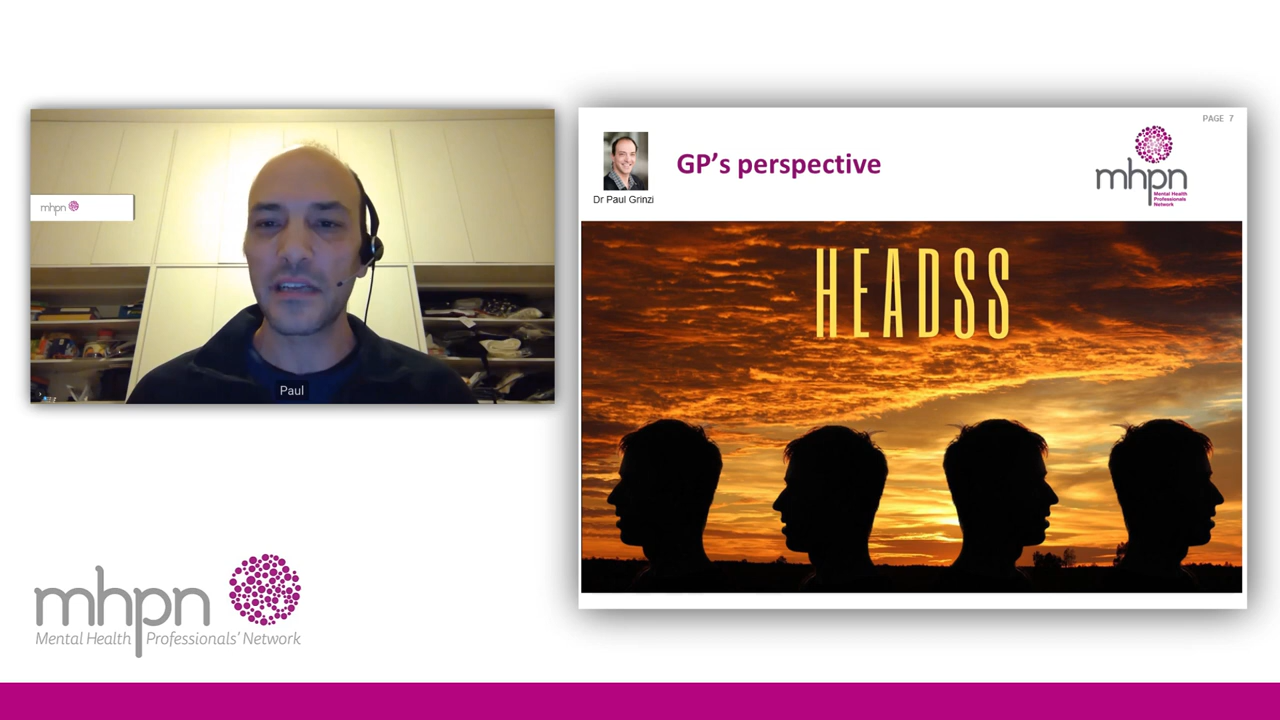 mhpn
Paul
mhpn
Mental Health Professionals' Network
PAGE 7
GP's perspective
Dr Paul Grinzi
mhpn
Mental Health
Professionals
Network
HEADSS